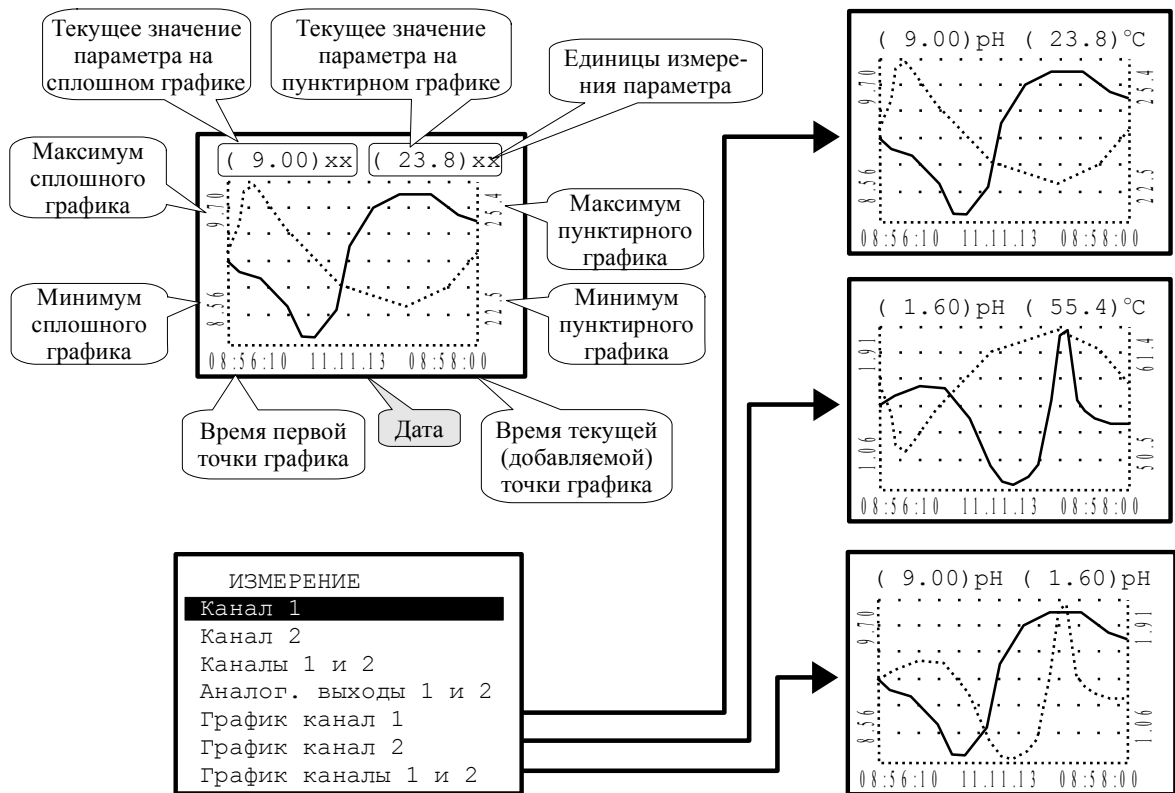 Текущее значение
параметра на
сплошном графике
Текущее значение
параметра на
пунктирном графике
Единицы измере-
ния параметра
Максимум
сплошного
графика
Минимум
сплошного
графика
( 9.00)xx ( 23.8)xx
9.70
8.56
25.4
22.5
08:56:10 11.11.13 08:58:00
Максимум
пунктирного
графика
Минимум
пунктирного
графика
Время первой
точки графика
Дата
Время текущей
(добавляемой)
точки графика
ИЗМЕРЕНИЕ
Канал 1
Канал 2
Каналы 1 и 2
Аналог. выходы 1 и 2
График канал 1
График канал 2
График каналы 1 и 2
( 9.00)pH ( 23.8)°C
9.70
8.56
25.4
22.5
08:56:10 11.11.13 08:58:00
( 1.60)pH ( 55.4)°C
1.91
1.06
61.4
50.5
08:56:10 11.11.13 08:58:00
( 9.00)pH ( 1.60)pH
9.70
8.56
1.91
1.06
08:56:10 11.11.13 08:58:00